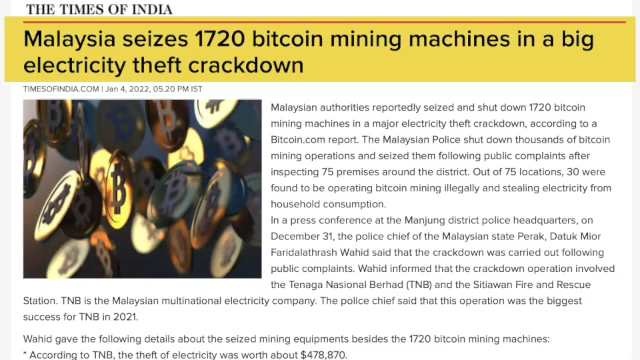 THE TIMES OF INDIA
Malaysia seizes 1720 bitcoin mining machines in a big
electricity theft crackdown
TIMESOFINDIA.COM | Jan 4, 2022, 05.20 PM IST
Malaysian authorities reportedly seized and shut down 1720 bitcoin
mining machines in a major electricity theft crackdown, according to a
Bitcoin.com report. The Malaysian Police shut down thousands of bitcoin
mining operations and seized them following public complaints after
inspecting 75 premises around the district. Out of 75 locations, 30 were
found to be operating bitcoin mining illegally and stealing electricity from
household consumption.
In a press conference at the Manjung district police headquarters, on
December 31, the police chief of the Malaysian state Perak, Datuk Mior
Faridalathrash Wahid said that the crackdown was carried out following
public complaints. Wahid informed that the crackdown operation involved
the Tenaga Nasional Berhad (TNB) and the Sitiawan Fire and Rescue
Station. TNB is the Malaysian multinational electricity company. The police chief said that this operation was the biggest
success for TNB in 2021.
Wahid gave the following details about the seized mining equipments besides the 1720 bitcoin mining machines:
* According to TNB, the theft of electricity was worth about $478,870.